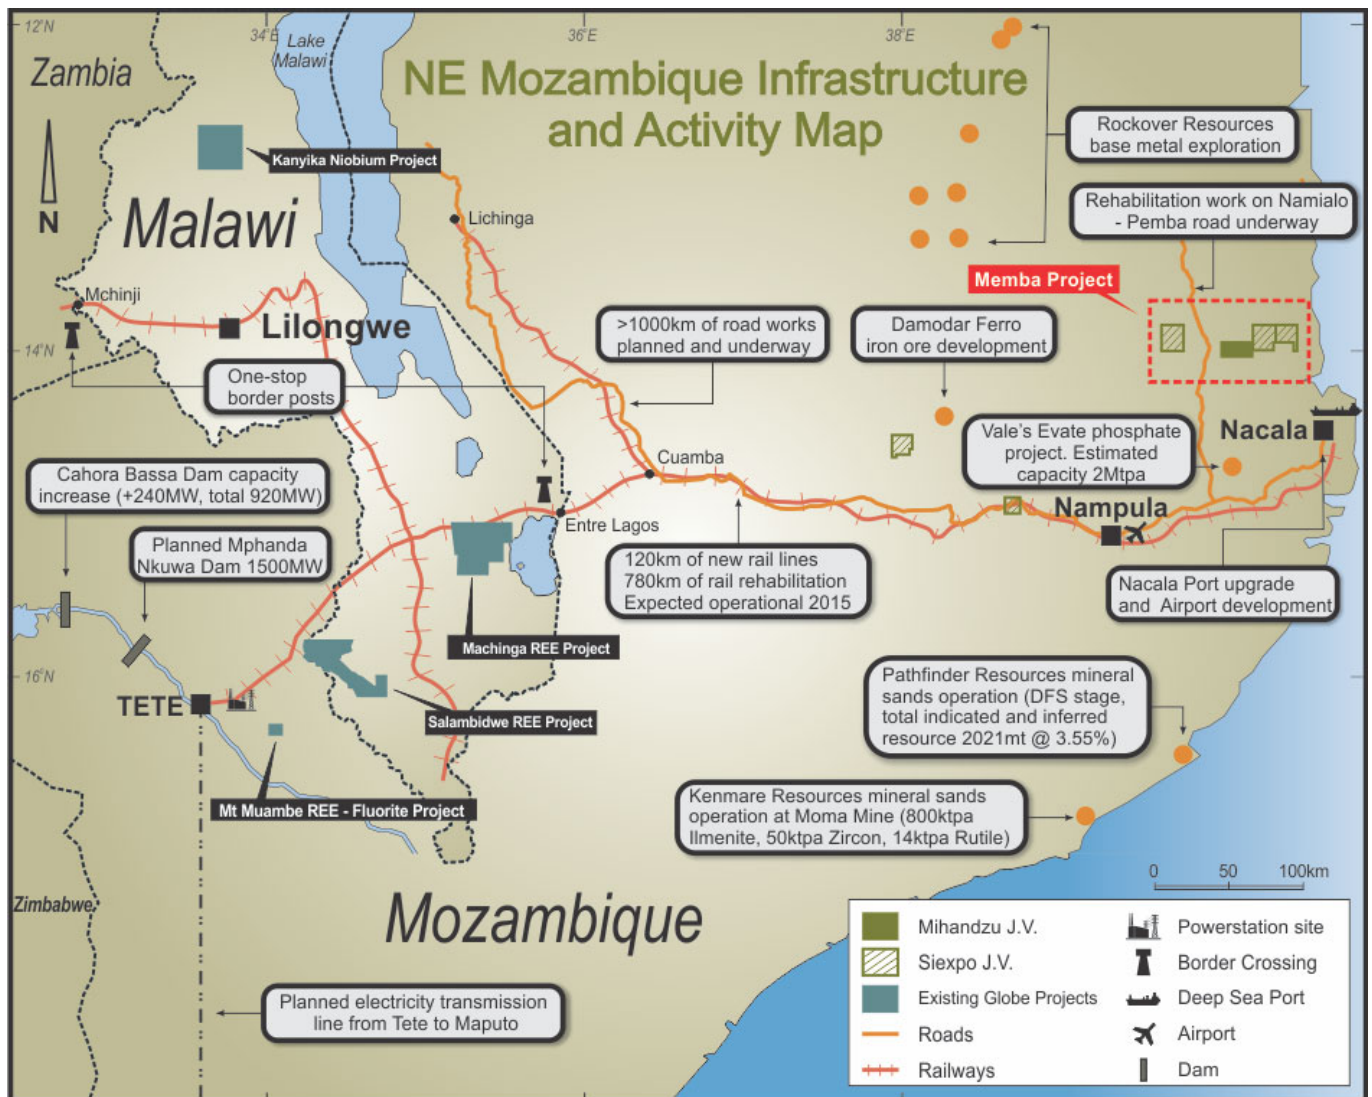 12°N
34°E
36°E
38°E
Lake
Malawi
Zambia
NE Mozambique Infrastructure
and Activity Map
Rockover Resources
base metal exploration
N
Kanyika Niobium Project
Malawi
Lichinga
Rehabilitation work on Namialo
- Pemba road underway
Memba Project
Mchinji
Lilongwe
>1000km of road works
planned and underway
Damodar Ferro
iron ore development
14°N
One-stop
border posts
Vale's Evate phosphate
project. Estimated
capacity 2Mtpa
Nacala
Cahora Bassa Dam capacity
increase (+240MW, total 920MW)
Cuamba
Entre Lagos
Nampula
Planned Mphanda
Nkuwa Dam 1500MW
120km of new rail lines
780km of rail rehabilitation
Expected operational 2015
Nacala Port upgrade
and Airport development
Machinga REE Project
16°N
TETE
Salambidwe REE Project
Pathfinder Resources mineral
sands operation (DFS stage,
total indicated and inferred
resource 2021mt @ 3.55%)
Mt Muambe REE - Fluorite Project
Kenmare Resources mineral sands
operation at Moma Mine (800ktpa
Ilmenite, 50ktpa Zircon, 14ktpa Rutile)
0 50 100km
Zimbabwe
Mozambique
Planned electricity transmission
line from Tete to Maputo
Mihandzu J.V.
Siexpo J.V.
Existing Globe Projects
Roads
Railways
Powerstation site
Border Crossing
Deep Sea Port
Airport
Dam